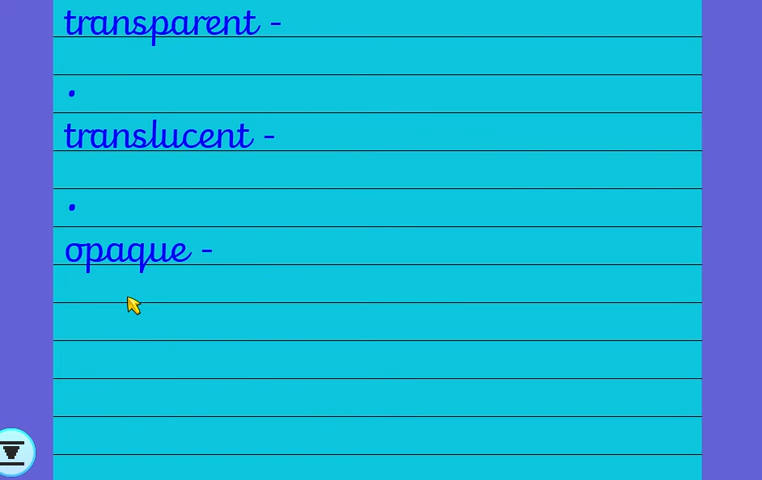 transparent -
.
translucent -
.
opaque -